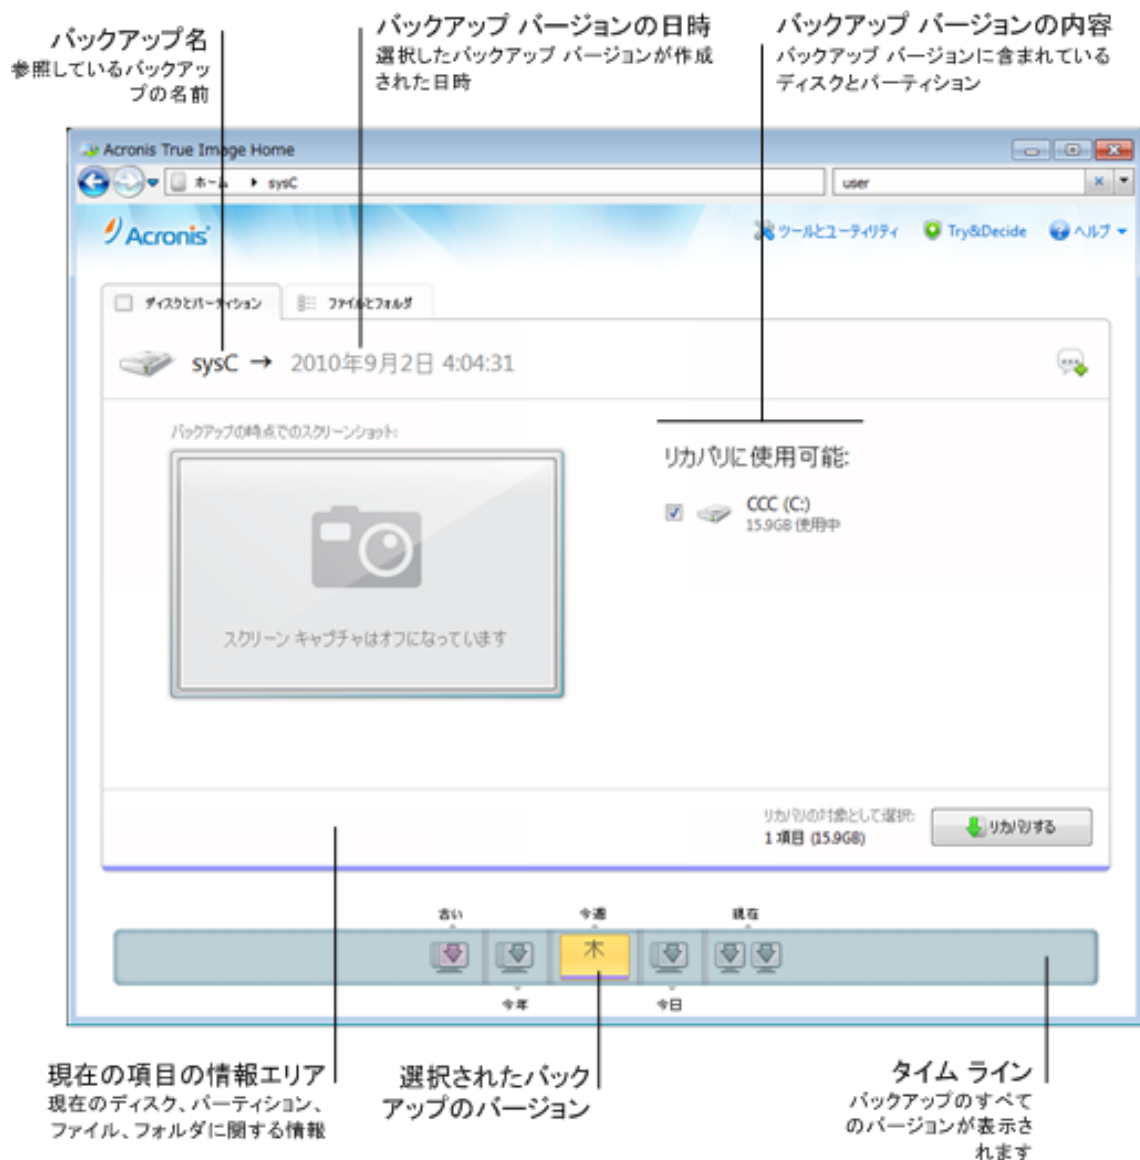 バックアップ名
参照しているバックアッ
プの名前
バックアップ バージョンの日時
選択したバックアップ バージョンが作成
された日時
バックアップ バージョンの内容
バックアップ バージョンに含まれている
ディスクとパーティション
Acronis True Image Home
ホーム ▸ sysC
user
Acronis
ツールとユーティリティ
Try&Decide
ヘルプ
ディスクとパーティション
ファイルとフォルダ
sysC → 2010年9月2日 4:04:31
バックアップの時点でのスクリーンショット:
スクリーン キャプチャはオフになっています
リカバリに使用可能:
CCC (C:)
15.9GB 使用中
リカバリの対象として選択:
1 項目 (15.9GB)
リカバリする
古い
今週
現在
木
今年
今日
現在の項目の情報エリア
現在のディスク、パーティション、
ファイル、フォルダに関する情報
選択されたバック
アップのバージョン
タイム ライン
バックアップのすべて
のバージョンが表示さ
れます